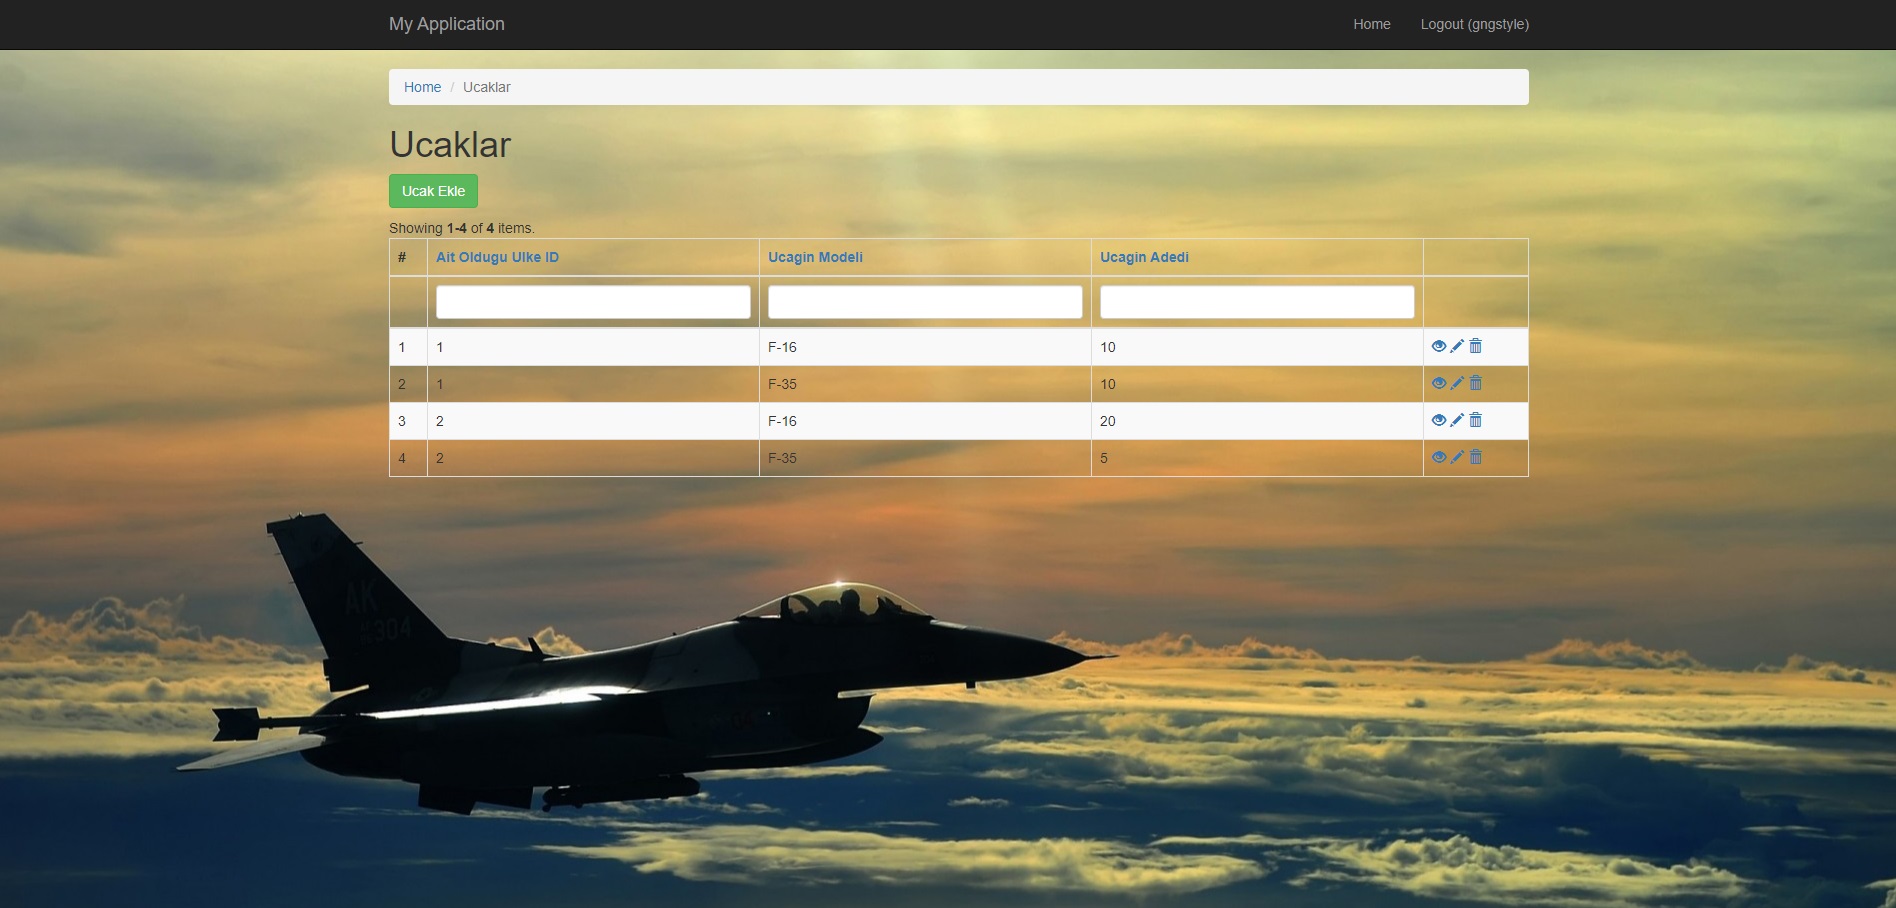 My Application Home Logout (gngstyle)
Home / Ucaklar
Ucaklar
Ucak Ekle
Showing 1-4 of 4 items.
# Ait Oldugu Ulke ID Ucagin Modeli Ucagin Adedi
1 1 F-16 10
2 1 F-35 10
3 2 F-16 20
4 2 F-35 5
AK
304